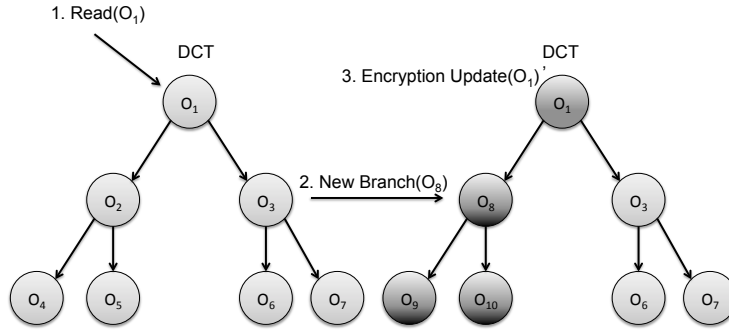 1. Read(O1)
DCT
O1
O2
O3
O4
O5
O6
O7
2. New Branch(O8)
DCT
3. Encryption Update(O1)’
O1
O8
O3
O9
O10
O6
O7